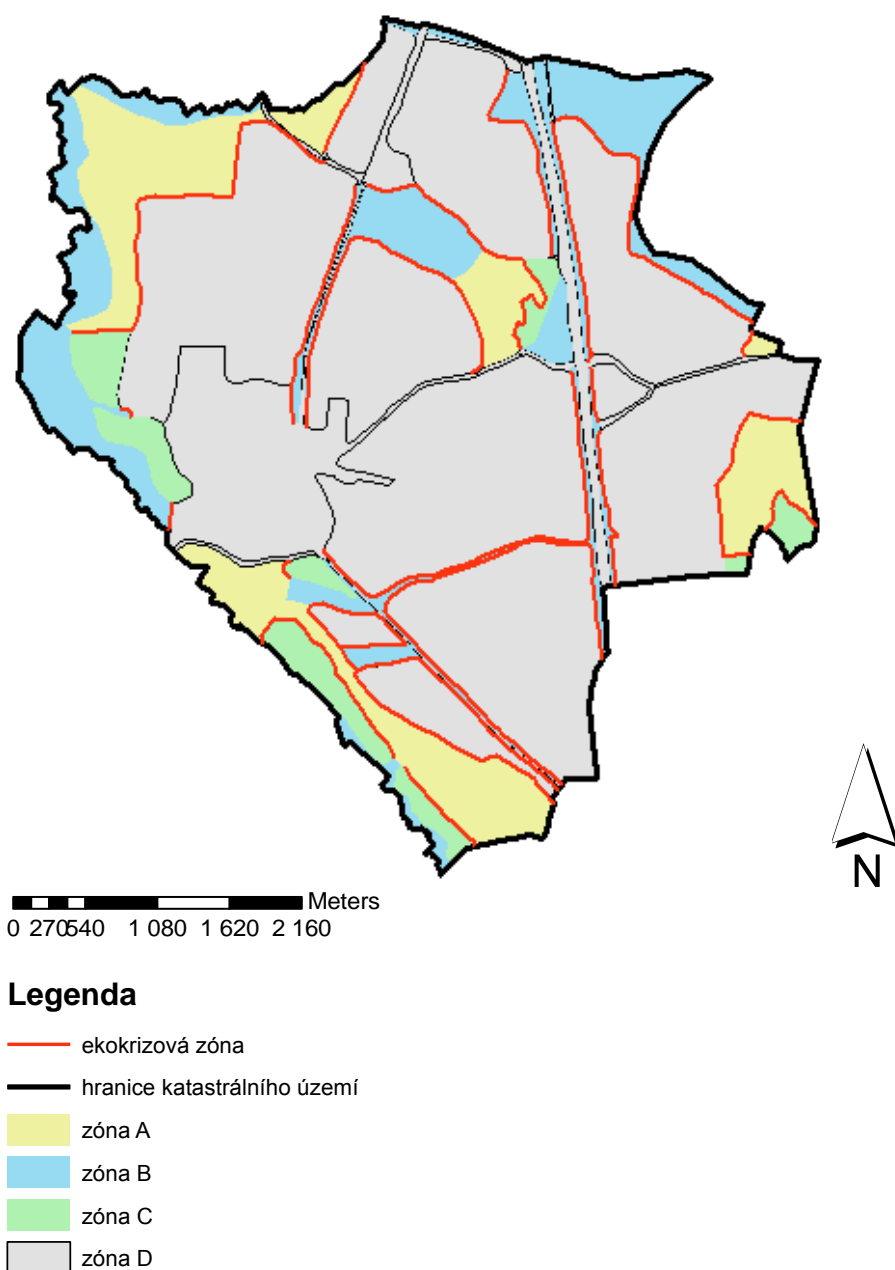 N
Meters
0 270540 1 080 1 620 2 160
Legenda
ekokrizová zóna
hranice katastrálního území
zóna A
zóna B
zóna C
zóna D